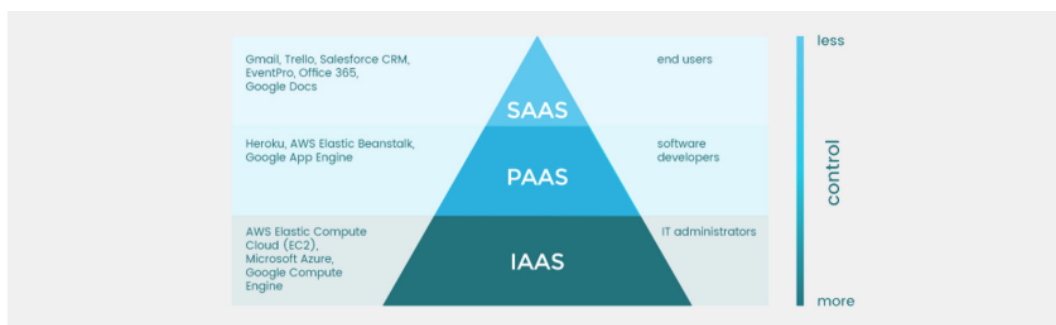 Gmail, Trello, Salesforce CRM,
EventPro, Office 365,
Google Docs
SAAS
end users
less
Heroku, AWS Elastic Beanstalk,
Google App Engine
PAAS
software
developers
control
AWS Elastic Compute
Cloud (EC2),
Microsoft Azure,
Google Compute
Engine
IAAS
IT administrators
more